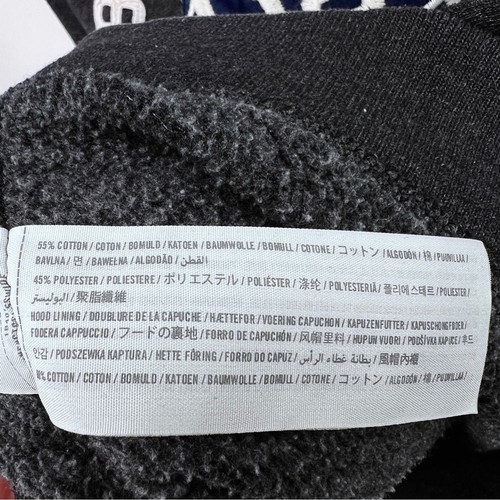 55% COTTON / COTON / BOMULD / KATOEN / BAUMWOLLE / BOMULL / COTONE / コットン / ALGODÓN / 棉 / PUUVILLAA /
BAVLNA / 면 / BAWEŁNA / ALGODÃO / القطن
45% POLYESTER / POLIESTERE / ポリエステル / POLIÉSTER / 涤纶 / POLYESTERIÄ / 폴리에스테르 / POLIESTER /
البوليستر / 聚脂纖維
HOOD LINING / DOUBLURE DE LA CAPUCHE / HÆTTEFOR / VOERING CAPUCHON / KAPUZENFUTTER / KAPUSCHONGFODER /
FODERA CAPPUCCIO / フードの裏地 / FORRO DE CAPUCHÓN / 风帽里料 / HUPUN VUORI / PODŠÍVKA KAPUCE / 후드
안감 / PODSZEWKA KAPTURA / HETTE FÔRING / FORRO DO CAPUZ / بطانة غطاء الرأس / 風帽內襯
COTTON / COTON / BOMULD / KATOEN / BAUMWOLLE / BOMULL / COTONE / コットン / ALGODÓN / 棉 / PUUVILLAA /